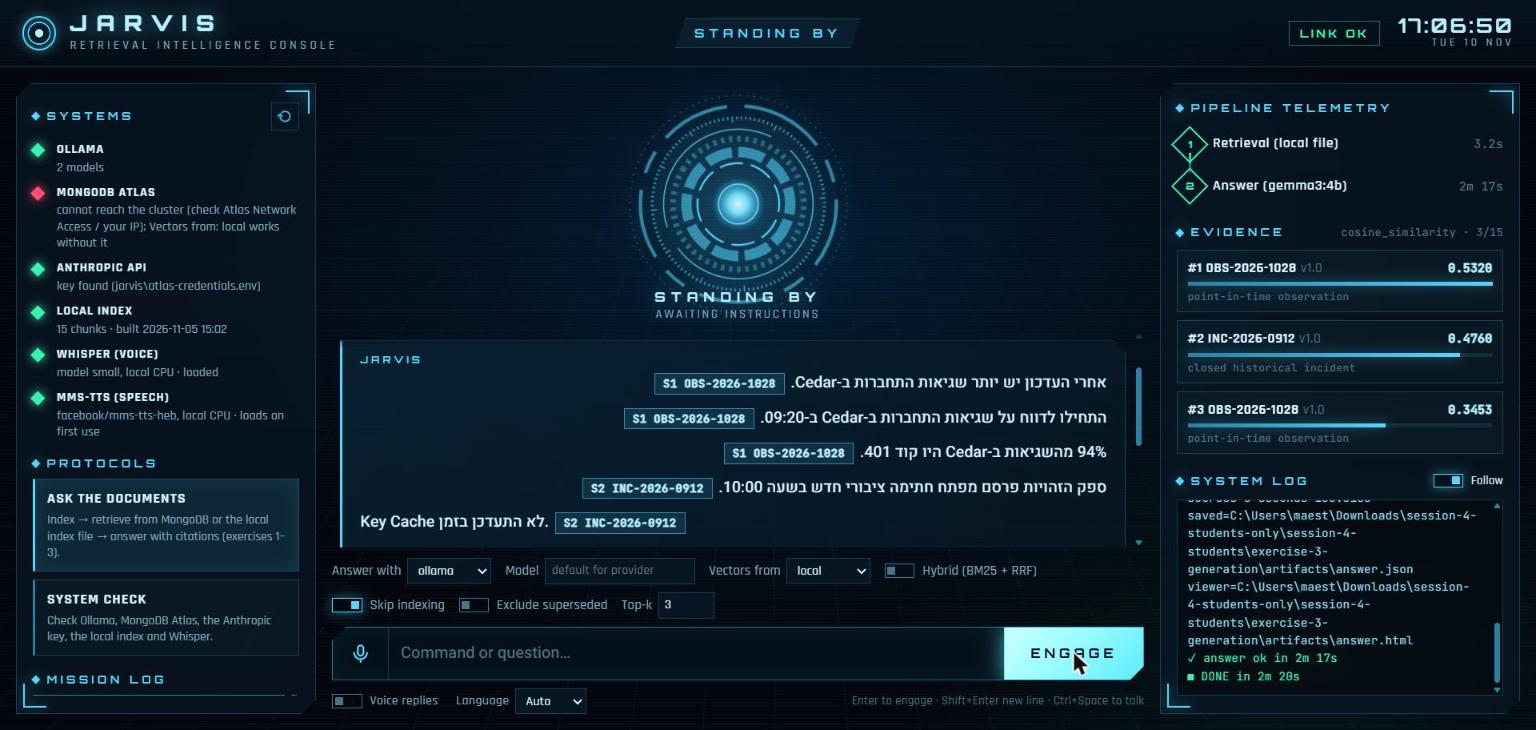 JARVIS
RETRIEVAL INTELLIGENCE CONSOLE
STANDING BY
LINK OK
17:06:50
TUE 10 NOV
SYSTEMS
OLLAMA
2 models
MONGODB ATLAS
cannot reach the cluster (check Atlas Network
Access / your IP); Vectors from: local works
without it
ANTHROPIC API
key found (jarvis\atlas-credentials.env)
LOCAL INDEX
15 chunks · built 2026-11-05 15:02
WHISPER (VOICE)
model small, local CPU · loaded
MMS-TTS (SPEECH)
facebook/mms-tts-heb, local CPU · loads on
first use
PROTOCOLS
ASK THE DOCUMENTS
Index → retrieve from MongoDB or the local
index file → answer with citations (exercises 1–
3).
SYSTEM CHECK
Check Ollama, MongoDB Atlas, the Anthropic
key, the local index and Whisper.
MISSION LOG
STANDING BY
AWAITING INSTRUCTIONS
JARVIS
אחרי העדכון יש יותר שגיאות התחברות ב-Cedar. S1 OBS-2026-1028
התחילו לדווח על שגיאות התחברות ב-Cedar ב-09:20. S1 OBS-2026-1028
94% מהשגיאות ב-Cedar היו קוד 401. S1 OBS-2026-1028
ספק הזהויות פרסם מפתח חתימה ציבורי חדש בשעה 10:00. S2 INC-2026-0912
Key Cache לא התעדכן בזמן. S2 INC-2026-0912
Answer with ollama Model default for provider Vectors from local Hybrid (BM25 + RRF)
Skip indexing Exclude superseded Top-k 3
Command or question…
ENGAGE
Voice replies Language Auto
Enter to engage · Shift+Enter new line · Ctrl+Space to talk
PIPELINE TELEMETRY
1 Retrieval (local file) 3.2s
2 Answer (gemma3:4b) 2m 17s
EVIDENCE cosine_similarity · 3/15
#1 OBS-2026-1028 v1.0 0.5320
point-in-time observation
#2 INC-2026-0912 v1.0 0.4760
closed historical incident
#3 OBS-2026-1028 v1.0 0.3453
point-in-time observation
SYSTEM LOG Follow
saved=C:\Users\maest\Downloads\session-4-
students-only\session-4-
students\exercise-3-
generation\artifacts\answer.json
viewer=C:\Users\maest\Downloads\session-
4-students-only\session-4-
students\exercise-3-
generation\artifacts\answer.html
✓ answer ok in 2m 17s
■ DONE in 2m 20s